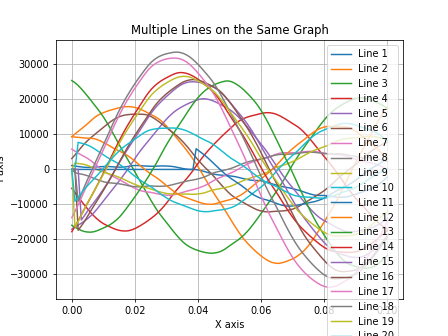 Multiple Lines on the Same Graph
30000
20000
10000
0
−10000
−20000
−30000
0.00
0.02
0.04
0.06
X axis
Line 1
Line 2
Line 3
Line 4
Line 5
Line 6
Line 7
Line 8
Line 9
Line 10
Line 11
Line 12
Line 13
Line 14
Line 15
Line 16
Line 17
Line 18
Line 19
Line 20